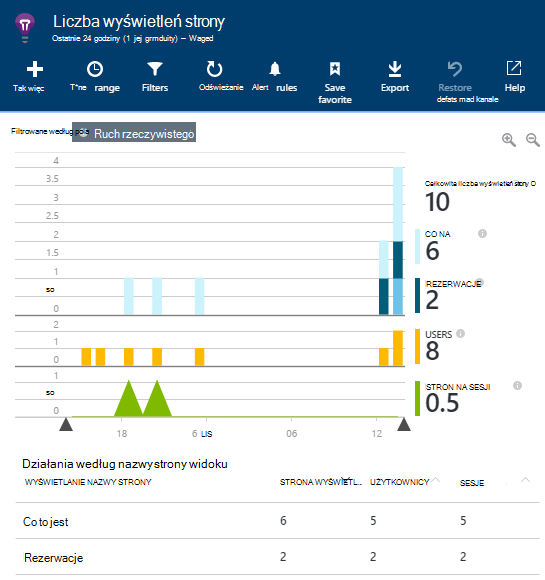 Liczba wyświetleń strony
Ostatnie 24 godziny (1 jej grmduity) – Waged
Tak więc
T*ne range
Filters
Odświeżanie
Alert rules
Save favorite
Export
Restore defats mad kanale
Help
Filtrowane według pola
Ruch rzeczywistego
4
3.5
3
2.5
2
1.5
1
so
0
2
1
0
1
so
0
18
6 LIS
06
12
Całkowita liczba wyświetleń strony O
10
CO NA
6
REZERWACJE
2
USERS
8
STRON NA SESJI
0.5
Działania według nazwy strony widoku
WYŚWIETLANIE NAZWY STRONY STRONA WYŚWIETL... UŻYTKOWNICY SESJE
Co to jest 6 5 5
Rezerwacje 2 2 2